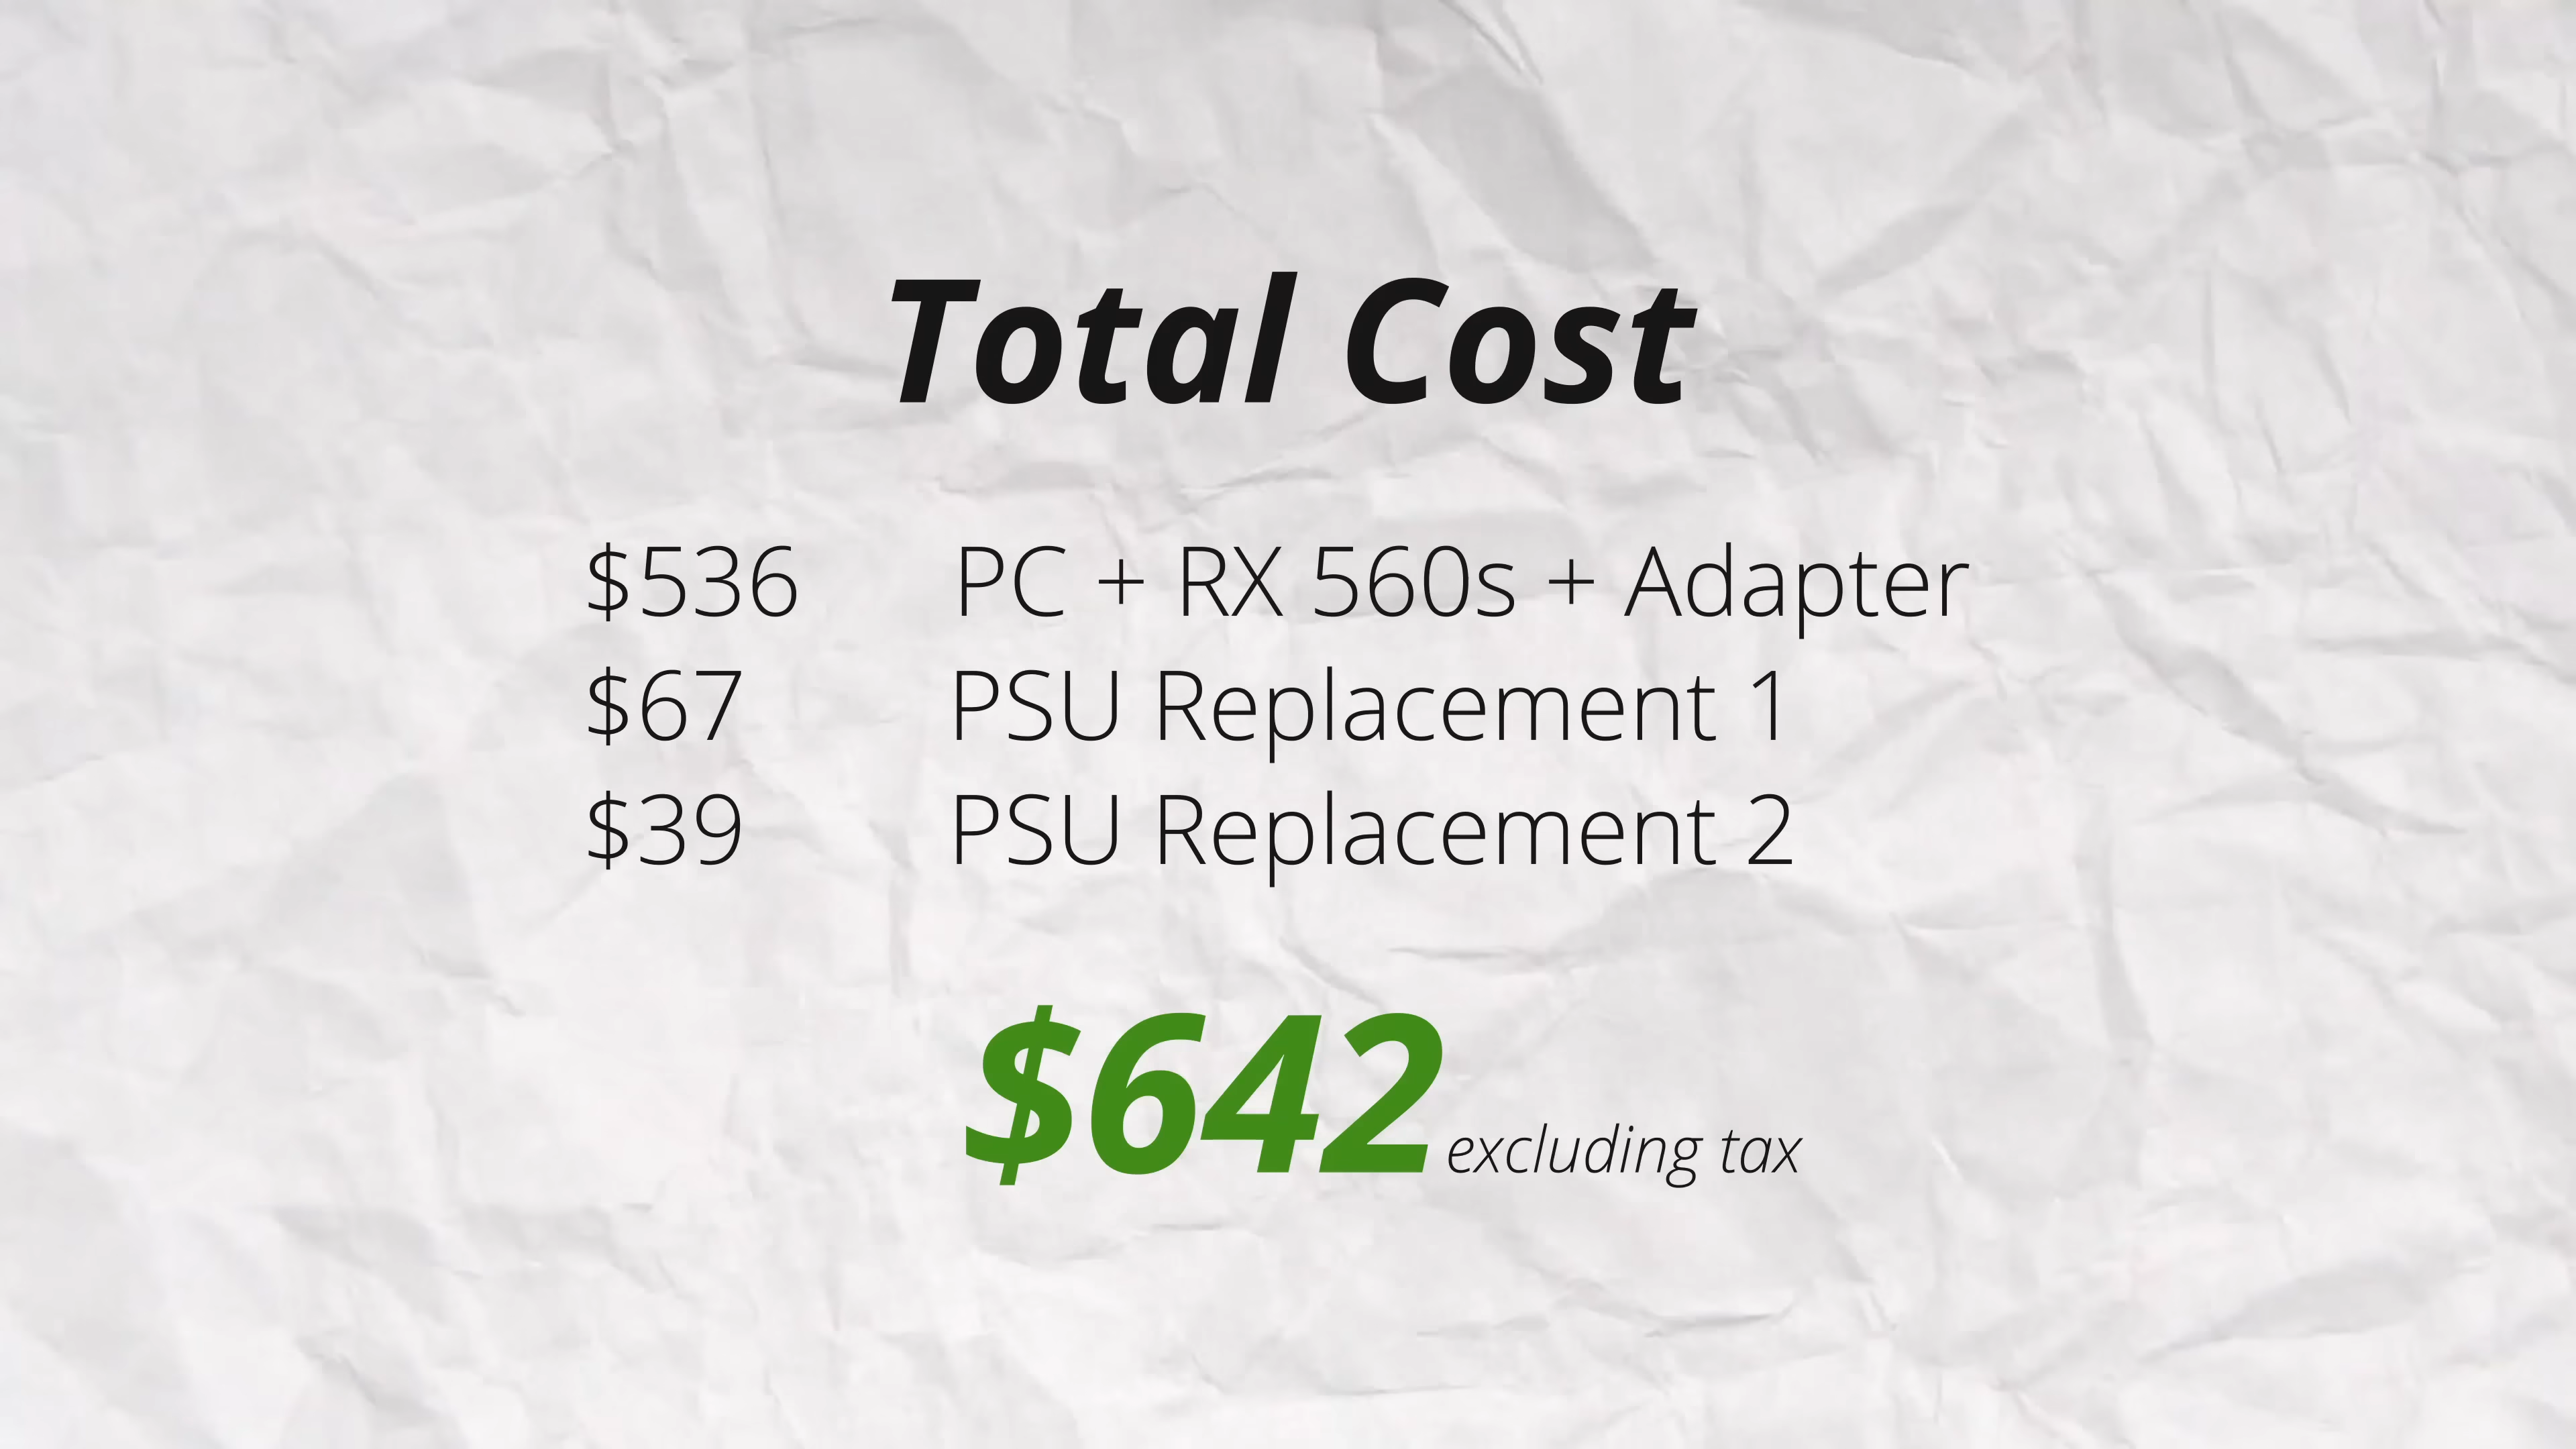 Total Cost
$536 PC + RX 560s + Adapter
$67 PSU Replacement 1
$39 PSU Replacement 2
$642 excluding tax